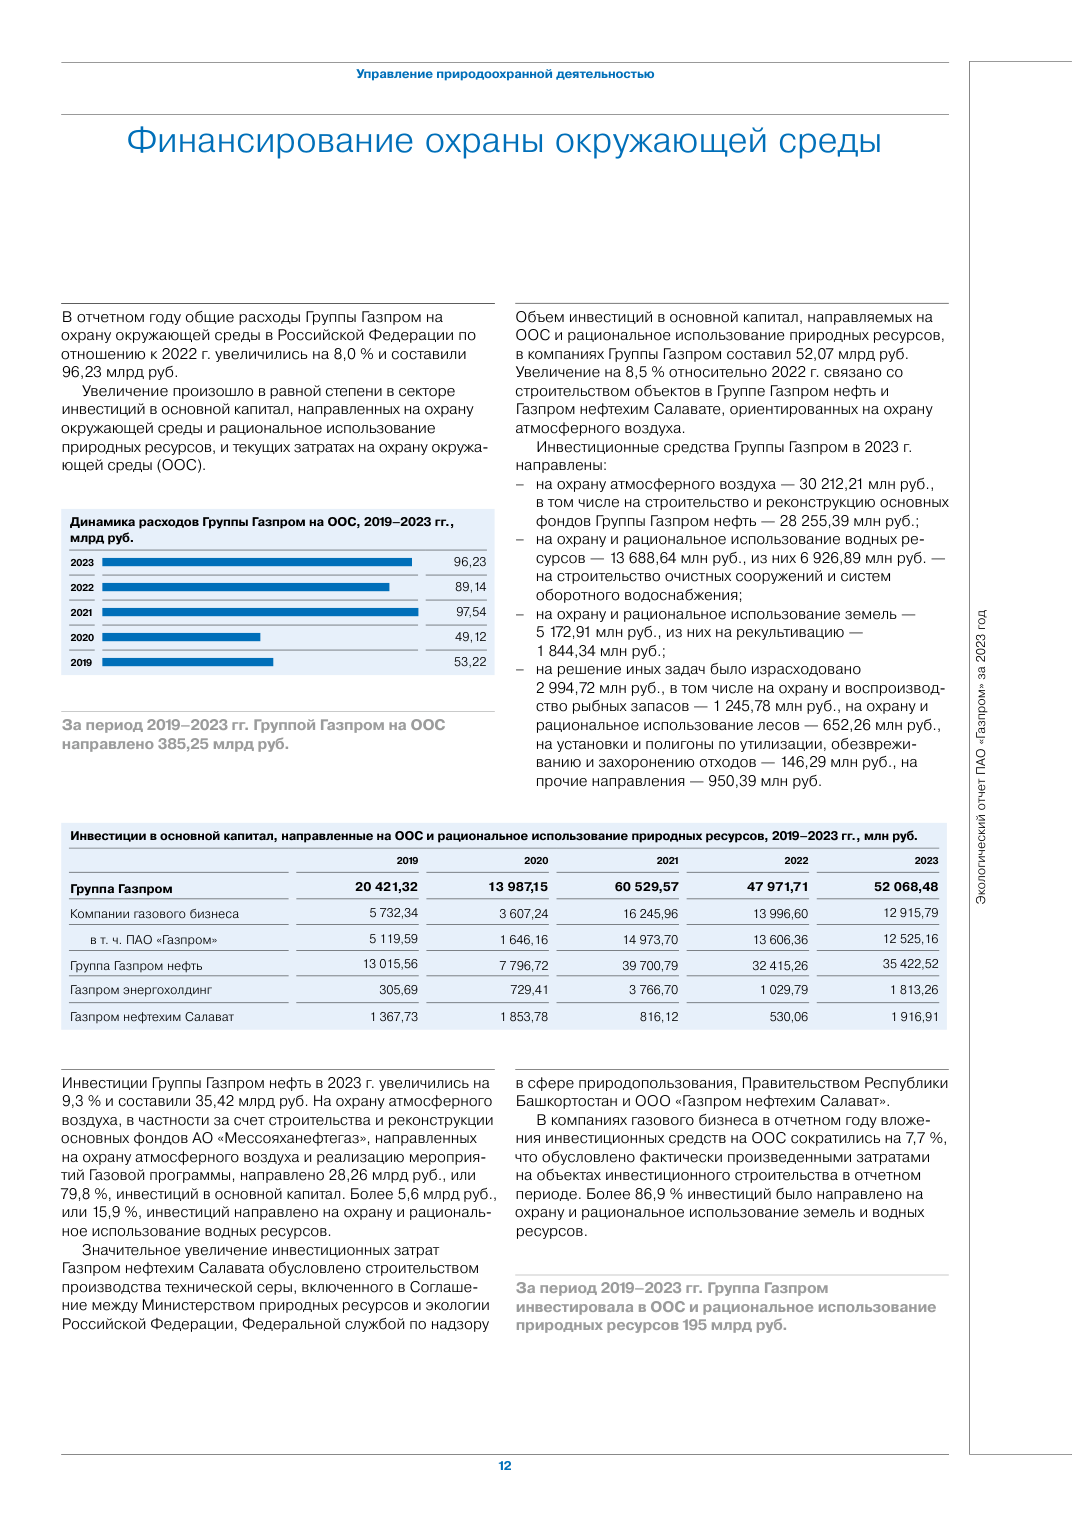 Управление природоохранной деятельностью
Финансирование охраны окружающей среды
В отчетном году общие расходы Группы Газпром на
охрану окружающей среды в Российской Федерации по
отношению к 2022 г. увеличились на 8,0 % и составили
96,23 млрд руб.
Увеличение произошло в равной степени в секторе
инвестиций в основной капитал, направленных на охрану
окружающей среды и рациональное использование
природных ресурсов, и текущих затратах на охрану окружа-
ющей среды (ООС).
Динамика расходов Группы Газпром на ООС, 2019–2023 гг.,
млрд руб.
2023 96,23
2022 89,14
2021 97,54
2020 49,12
2019 53,22
За период 2019–2023 гг. Группой Газпром на ООС
направлено 385,25 млрд руб.
Объем инвестиций в основной капитал, направляемых на
ООС и рациональное использование природных ресурсов,
в компаниях Группы Газпром составил 52,07 млрд руб.
Увеличение на 8,5 % относительно 2022 г. связано со
строительством объектов в Группе Газпром нефть и
Газпром нефтехим Салавате, ориентированных на охрану
атмосферного воздуха.
Инвестиционные средства Группы Газпром в 2023 г.
направлены:
– на охрану атмосферного воздуха — 30 212,21 млн руб.,
в том числе на строительство и реконструкцию основных
фондов Группы Газпром нефть — 28 255,39 млн руб.;
– на охрану и рациональное использование водных ре-
сурсов — 13 688,64 млн руб., из них 6 926,89 млн руб. —
на строительство очистных сооружений и систем
оборотного водоснабжения;
– на охрану и рациональное использование земель —
5 172,91 млн руб., из них на рекультивацию —
1 844,34 млн руб.;
– на решение иных задач было израсходовано
2 994,72 млн руб., в том числе на охрану и воспроизвод-
ство рыбных запасов — 1 245,78 млн руб., на охрану и
рациональное использование лесов — 652,26 млн руб.,
на установки и полигоны по утилизации, обезврежи-
ванию и захоронению отходов — 146,29 млн руб., на
прочие направления — 950,39 млн руб.
Инвестиции в основной капитал, направленные на ООС и рациональное использование природных ресурсов, 2019–2023 гг., млн руб.
2019 2020 2021 2022 2023
Группа Газпром 20 421,32 13 987,15 60 529,57 47 971,71 52 068,48
Компании газового бизнеса 5 732,34 3 607,24 16 245,96 13 996,60 12 915,79
в т. ч. ПАО «Газпром» 5 119,59 1 646,16 14 973,70 13 606,36 12 525,16
Группа Газпром нефть 13 015,56 7 796,72 39 700,79 32 415,26 35 422,52
Газпром энергохолдинг 305,69 729,41 3 766,70 1 029,79 1 813,26
Газпром нефтехим Салават 1 367,73 1 853,78 816,12 530,06 1 916,91
Инвестиции Группы Газпром нефть в 2023 г. увеличились на
9,3 % и составили 35,42 млрд руб. На охрану атмосферного
воздуха, в частности за счет строительства и реконструкции
основных фондов АО «Мессояханефтегаз», направленных
на охрану атмосферного воздуха и реализацию мероприя-
тий Газовой программы, направлено 28,26 млрд руб., или
79,8 %, инвестиций в основной капитал. Более 5,6 млрд руб.,
или 15,9 %, инвестиций направлено на охрану и рациональ-
ное использование водных ресурсов.
Значительное увеличение инвестиционных затрат
Газпром нефтехим Салавата обусловлено строительством
производства технической серы, включенного в Соглаше-
ние между Министерством природных ресурсов и экологии
Российской Федерации, Федеральной службой по надзору
в сфере природопользования, Правительством Республики
Башкортостан и ООО «Газпром нефтехим Салават».
В компаниях газового бизнеса в отчетном году вложе-
ния инвестиционных средств на ООС сократились на 7,7 %,
что обусловлено фактически произведенными затратами
на объектах инвестиционного строительства в отчетном
периоде. Более 86,9 % инвестиций было направлено на
охрану и рациональное использование земель и водных
ресурсов.
За период 2019–2023 гг. Группа Газпром
инвестировала в ООС и рациональное использование
природных ресурсов 195 млрд руб.
Экологический отчет ПАО «Газпром» за 2023 год
12